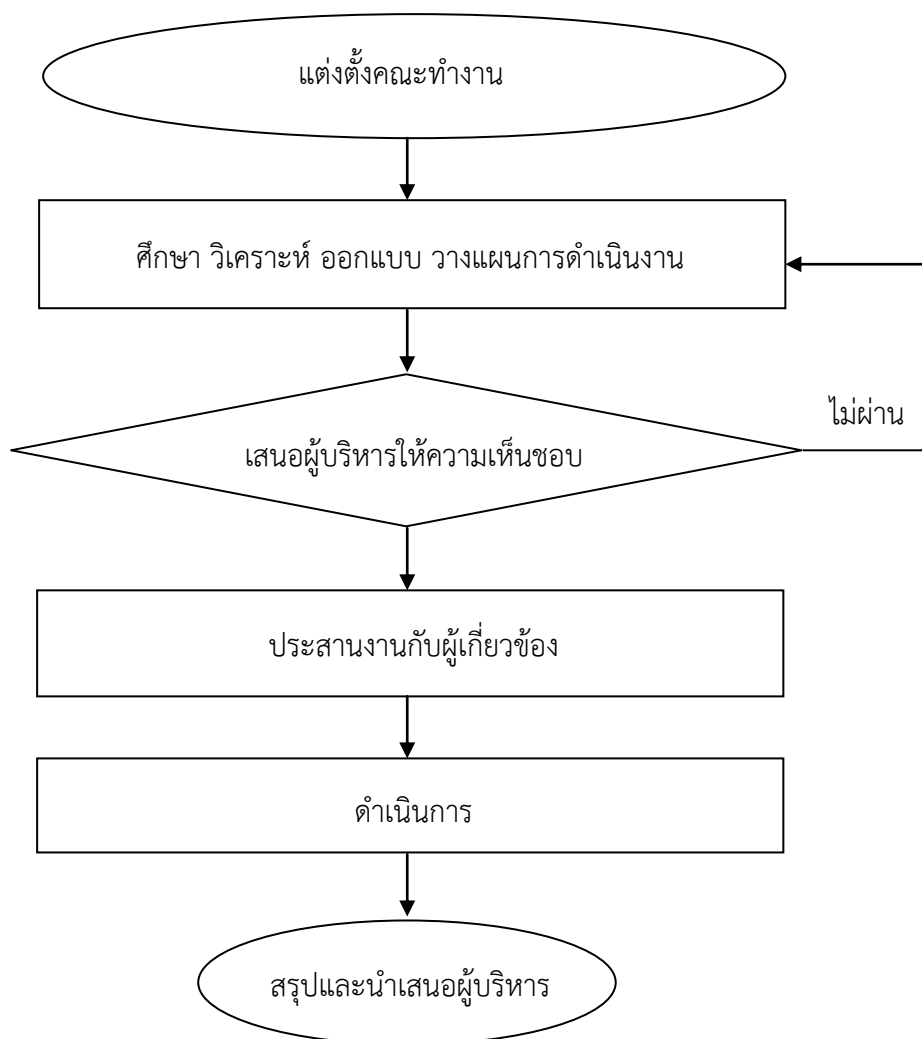 แต่งตั้งคณะทำงาน
ศึกษา วิเคราะห์ ออกแบบ วางแผนการดำเนินงาน
ไม่ผ่าน
เสนอผู้บริหารให้ความเห็นชอบ
ประสานงานกับผู้เกี่ยวข้อง
ดำเนินการ
สรุปและนำเสนอผู้บริหาร